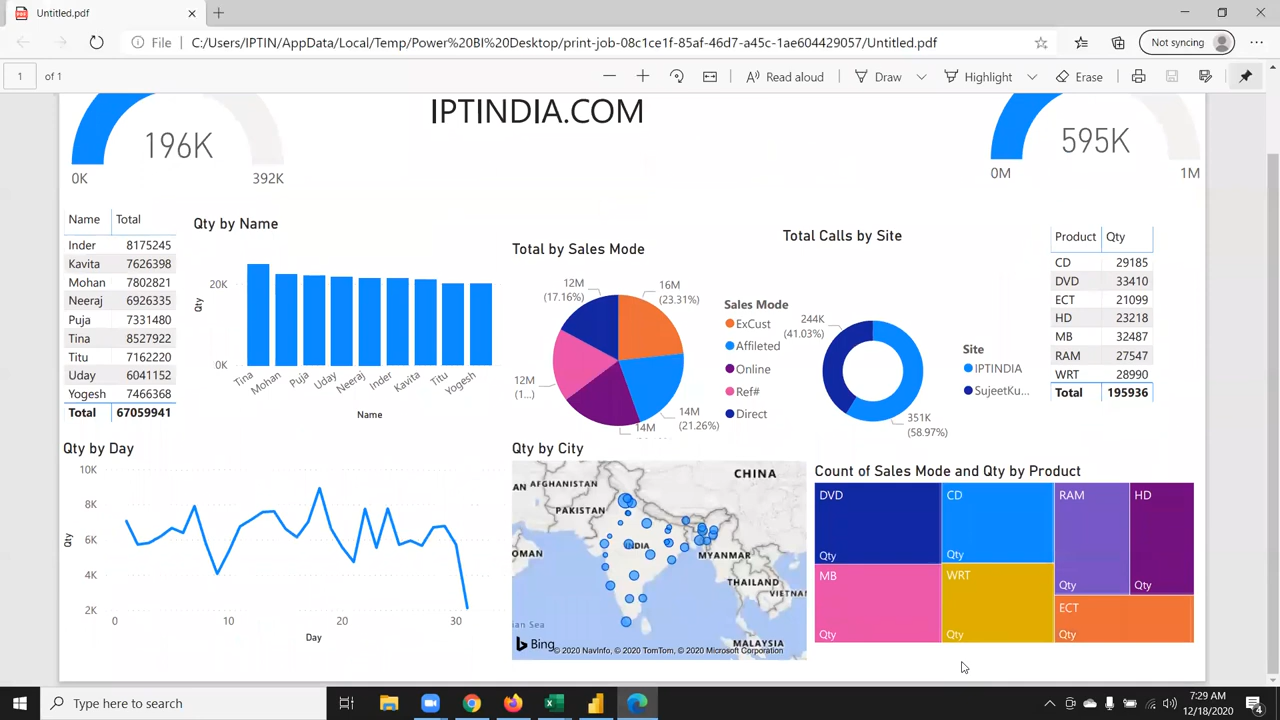 Untitled.pdf
File
C:/Users/IPTIN/AppData/Local/Temp/Power%20BI%20Desktop/print-job-08c1ce1f-85af-46d7-a45c-1ae604429057/Untitled.pdf
Not syncing
1 of 1
Read aloud
Draw
Highlight
Erase
IPTINDIA.COM
196K
0K
392K
595K
0M
1M
Name Total
Inder 8175245
Kavita 7626398
Mohan 7802821
Neeraj 6926335
Puja 7331480
Tina 8527922
Titu 7162220
Uday 6041152
Yogesh 7466368
Total 67059941
Qty by Name
Qty
20K
0K
Tina
Mohan
Puja
Uday
Neeraj
Inder
Kavita
Titu
Yogesh
Name
Total by Sales Mode
12M
(17.16%)
16M
(23.31%)
12M
(1...)
14M
(21.26%)
14M
Sales Mode
ExCust
Affileted
Online
Ref#
Direct
Total Calls by Site
244K
(41.03%)
351K
(58.97%)
Site
IPTINDIA
SujeetKu...
Product Qty
CD 29185
DVD 33410
ECT 21099
HD 23218
MB 32487
RAM 27547
WRT 28990
Total 195936
Qty by Day
Qty
10K
8K
6K
4K
2K
0
10
20
30
Day
Qty by City
CHINA
AFGHANISTAN
PAKISTAN
OMAN
INDIA
MYANMAR
THAILAND
VIETNA
an Sea
MALAYSIA
Bing
© 2020 NavInfo, © 2020 TomTom, © 2020 Microsoft Corporation
Count of Sales Mode and Qty by Product
DVD
Qty
CD
Qty
RAM
Qty
HD
Qty
MB
Qty
WRT
Qty
ECT
Qty
Type here to search
7:29 AM
12/18/2020
4